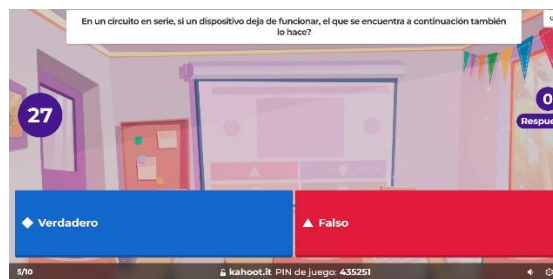 En un circuito en serie, si un dispositivo deja de funcionar, el que se encuentra a continuación también
lo hace?
27
0
Respue
Verdadero
Falso
5/10
kahoot.it PIN de juego: 435251